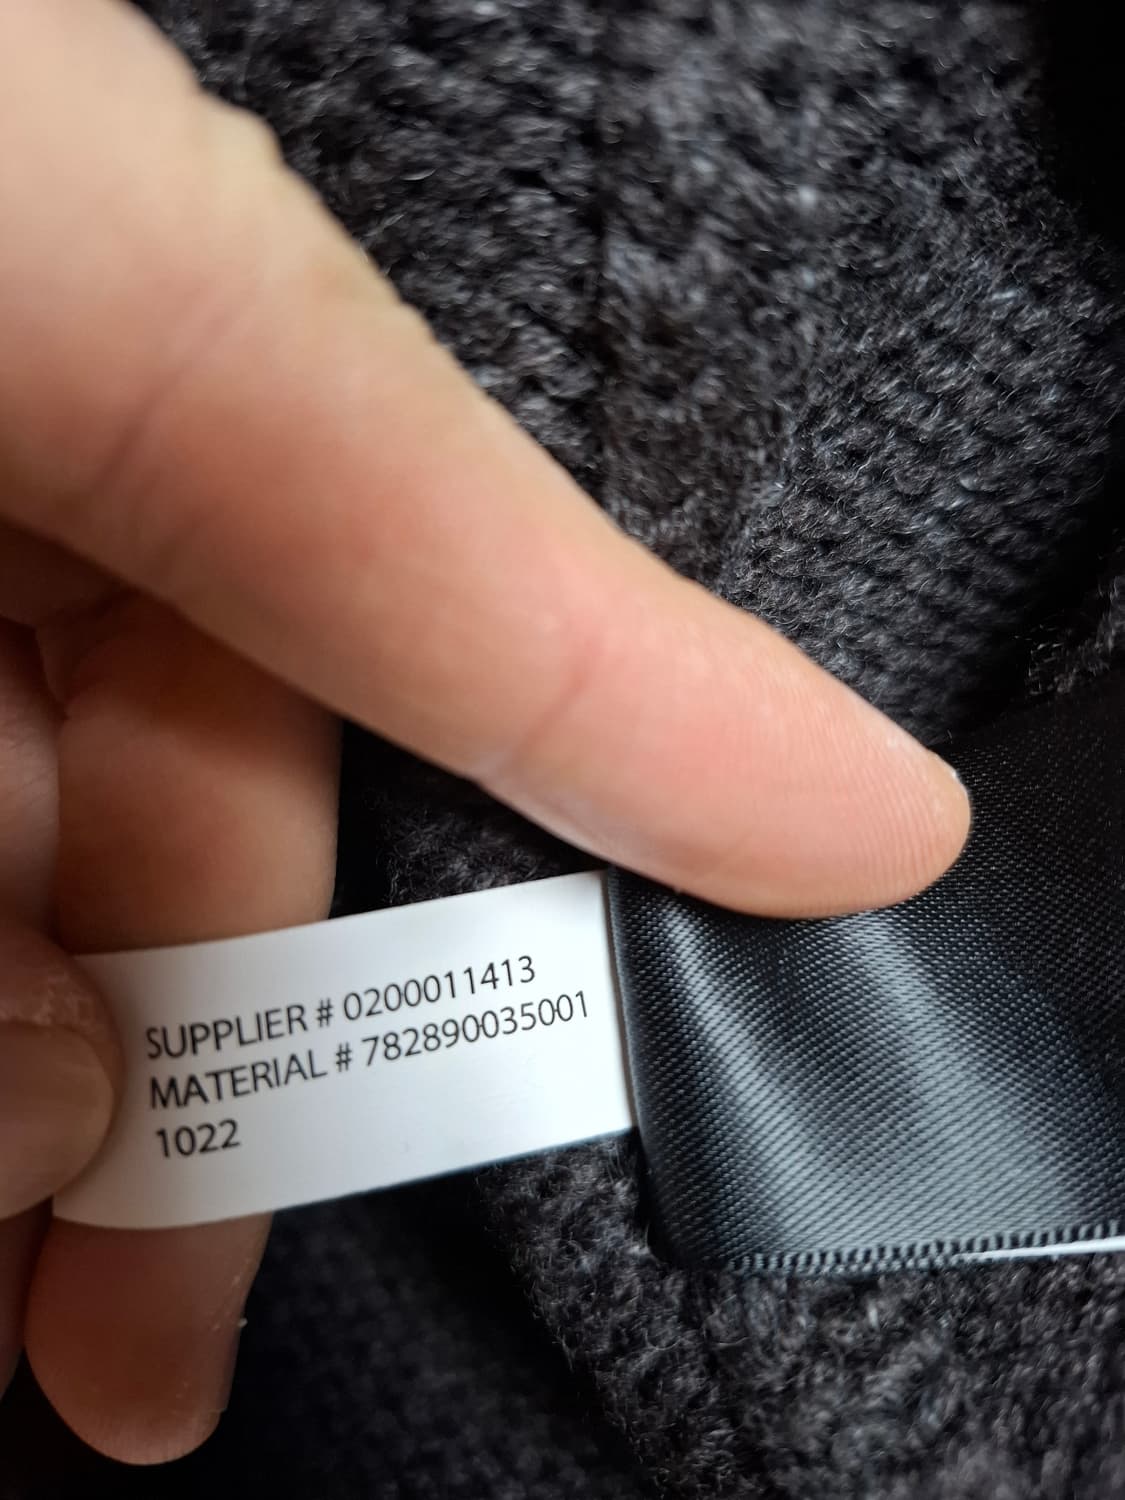 SUPPLIER # 0200011413
MATERIAL # 782890035001
1022